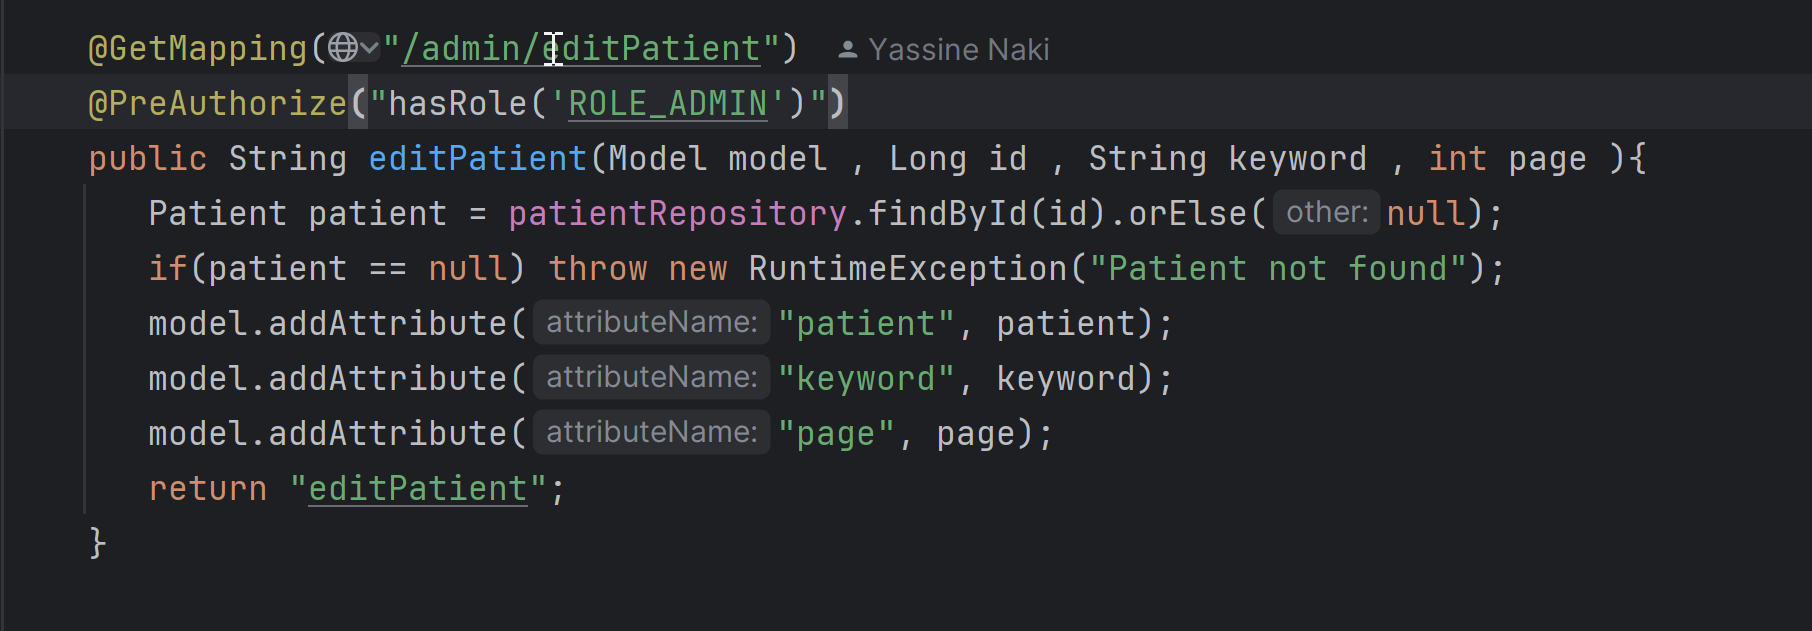 @GetMapping("/admin/editPatient") Yassine Naki
@PreAuthorize("hasRole('ROLE_ADMIN')")
public String editPatient(Model model , Long id , String keyword , int page ){
Patient patient = patientRepository.findById(id).orElse( other: null);
if(patient == null) throw new RuntimeException("Patient not found");
model.addAttribute( attributeName: "patient", patient);
model.addAttribute( attributeName: "keyword", keyword);
model.addAttribute( attributeName: "page", page);
return "editPatient";
}